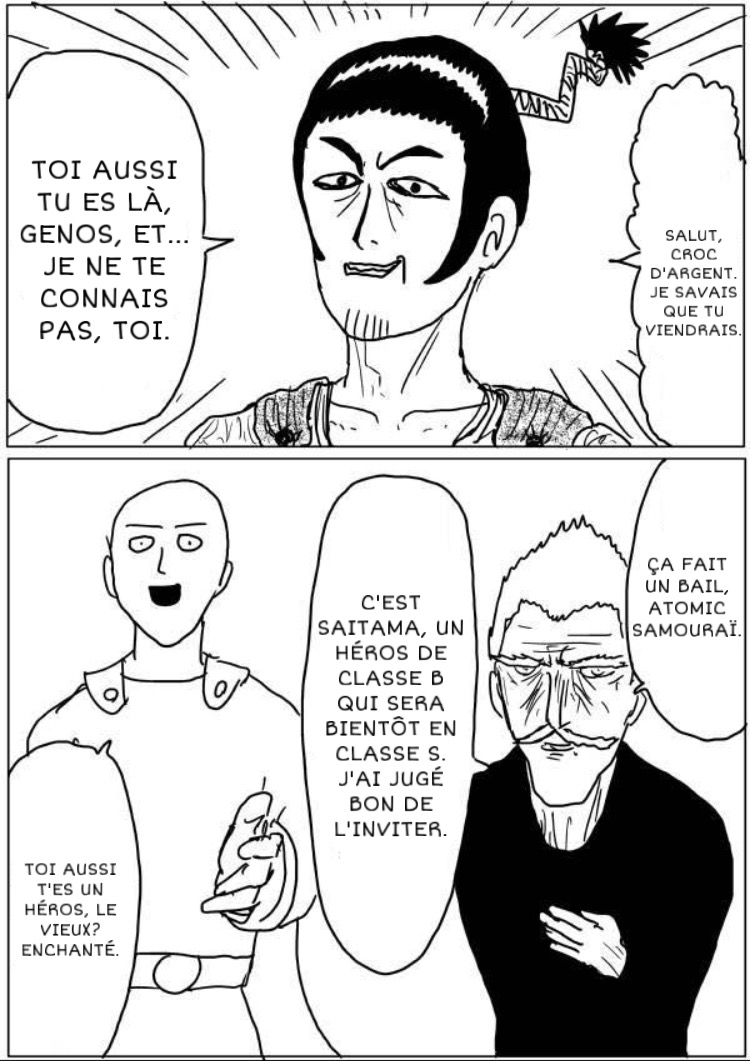 SALUT,
CROC
D'ARGENT.
JE SAVAIS
QUE TU
VIENDRAIS.
TOI AUSSI
TU ES LÀ,
GENOS, ET...
JE NE TE
CONNAIS
PAS, TOI.
ÇA FAIT
UN BAIL,
ATOMIC
SAMOURAÏ.
C'EST
SAITAMA, UN
HÉROS DE
CLASSE B
QUI SERA
BIENTÔT EN
CLASSE S.
J'AI JUGÉ
BON DE
L'INVITER.
TOI AUSSI
T'ES UN
HÉROS, LE
VIEUX?
ENCHANTÉ.